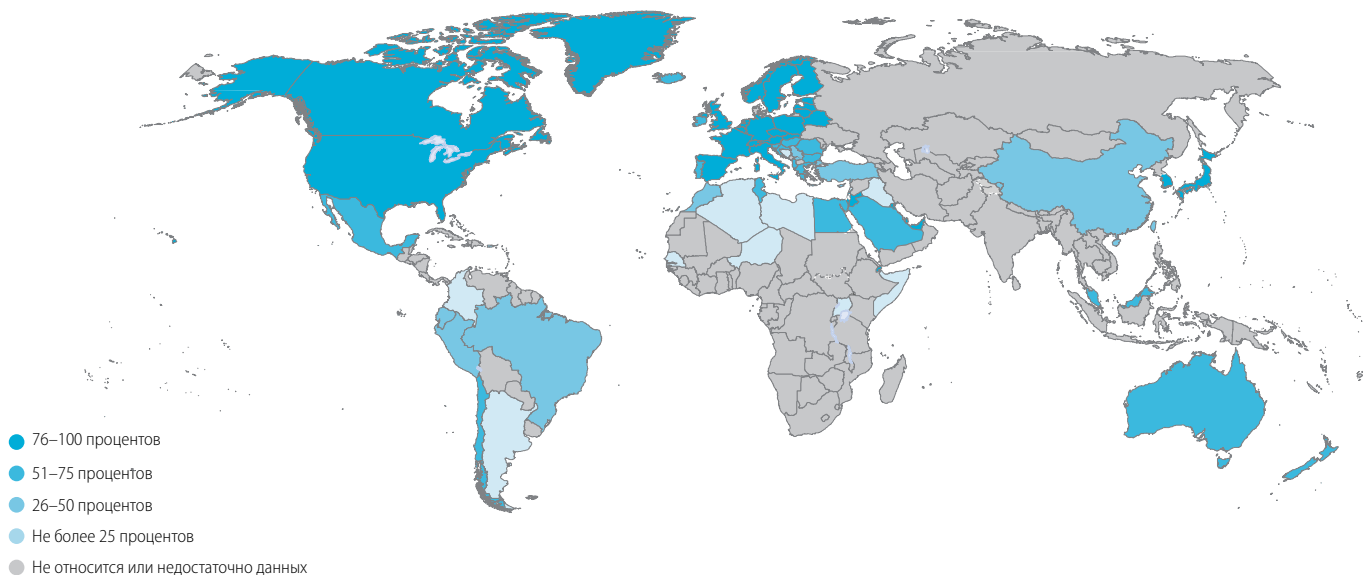 76–100 процентов
51–75 процентов
26–50 процентов
Не более 25 процентов
Не относится или недостаточно данных